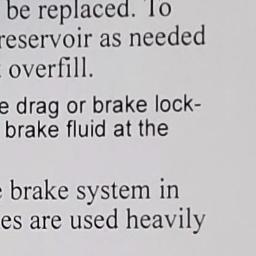 be replaced. To
reservoir as needed
overfill.
drag or brake lock-
brake fluid at the
brake system in
es are used heavily